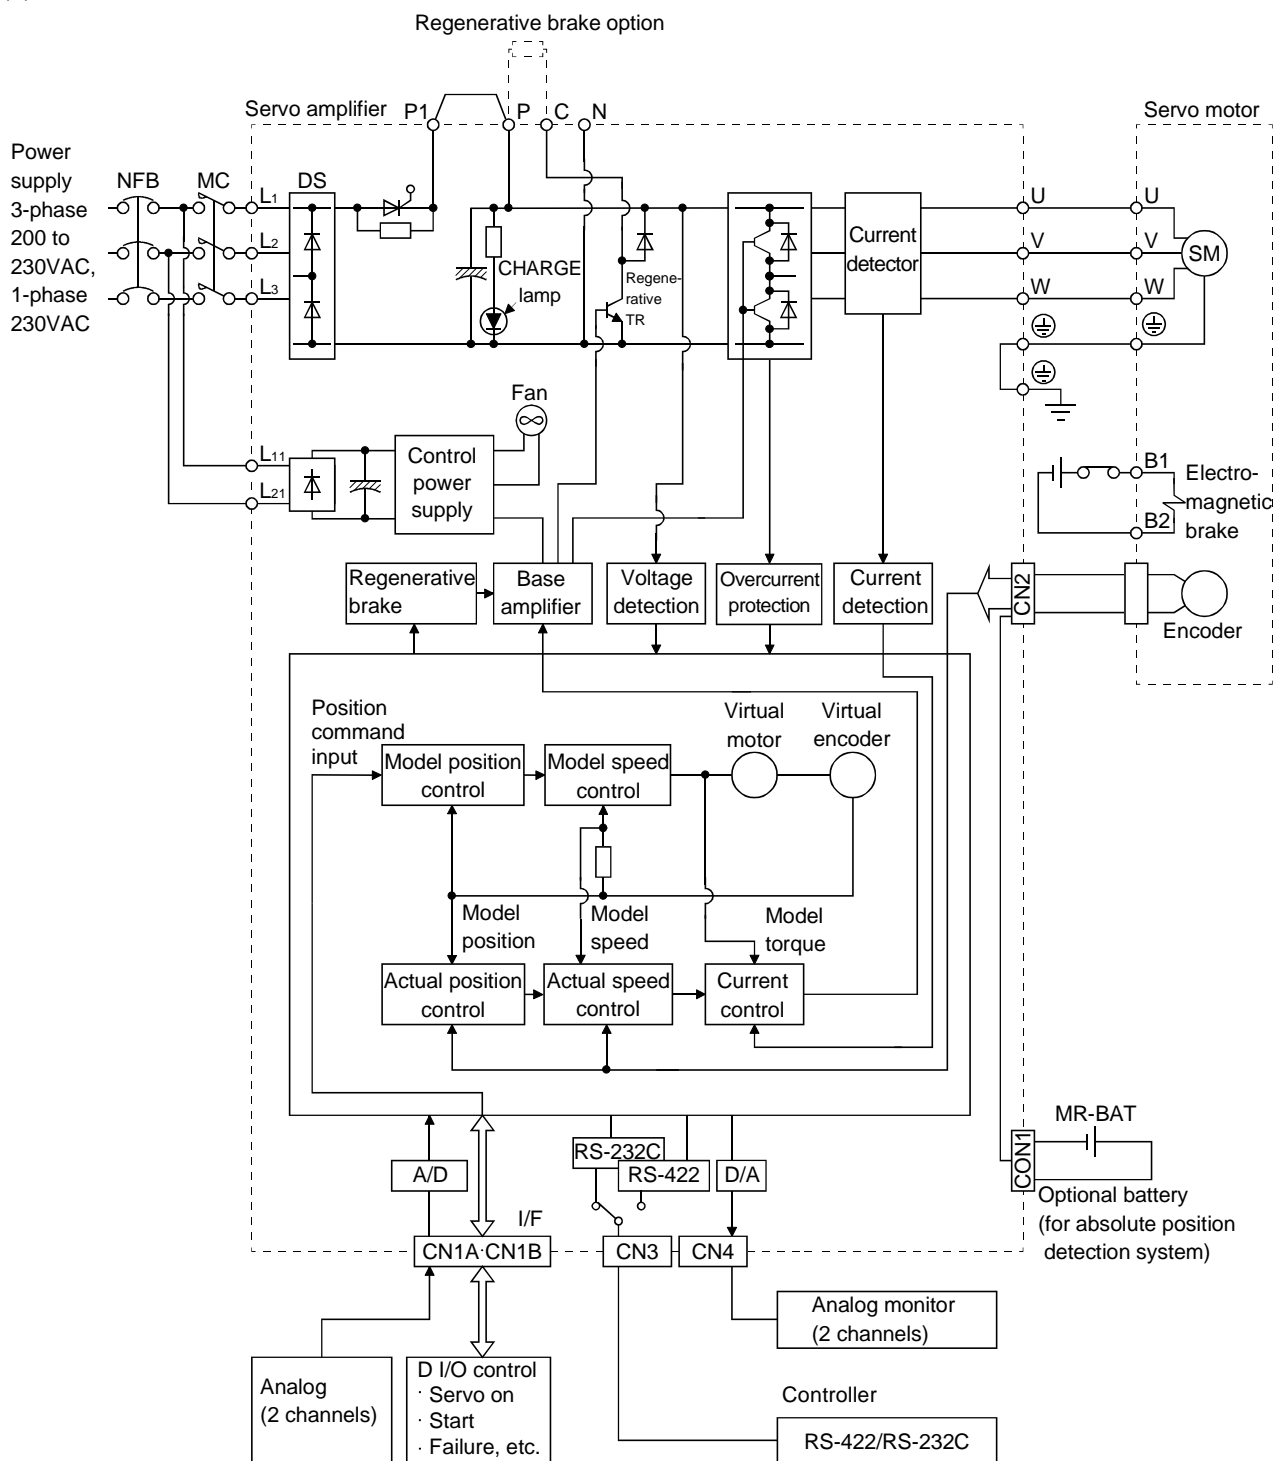 Regenerative brake option
Servo amplifier
P1
P
C
N
Servo motor
Power
supply
3-phase
200 to
230VAC,
1-phase
230VAC
NFB
MC
DS
L1
L2
L3
CHARGE
lamp
Regene-
rative
TR
Current
detector
U
V
W
U
V
W
SM
Fan
L11
L21
Control
power
supply
B1
B2
Electro-
magnetic
brake
Regenerative
brake
Base
amplifier
Voltage
detection
Overcurrent
protection
Current
detection
CN2
Encoder
Position
command
input
Virtual
motor
Virtual
encoder
Model position
control
Model speed
control
Model
position
Model
speed
Model
torque
Actual position
control
Actual speed
control
Current
control
MR-BAT
CON1
Optional battery
(for absolute position
detection system)
A/D
RS-232C
RS-422
D/A
I/F
CN1A·CN1B
CN3
CN4
Analog monitor
(2 channels)
Analog
(2 channels)
D I/O control
· Servo on
· Start
· Failure, etc.
Controller
RS-422/RS-232C